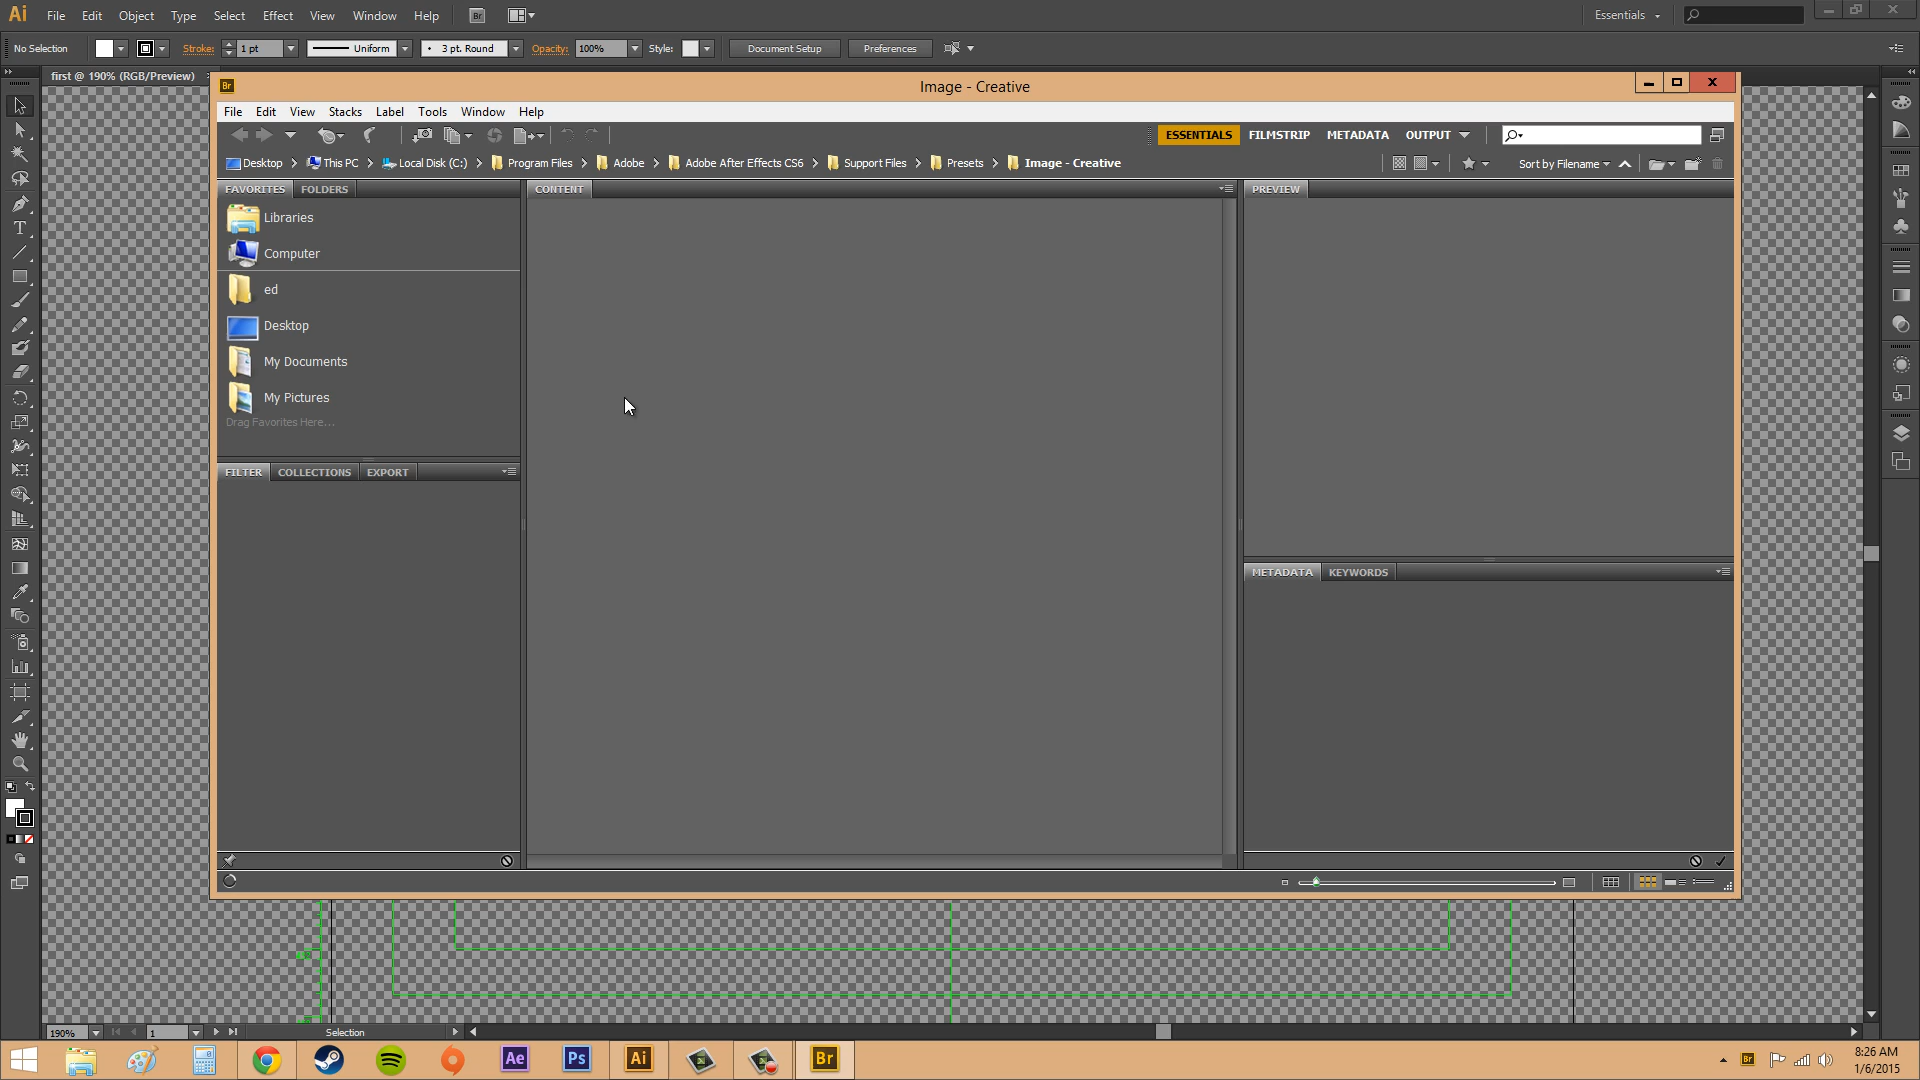 Ai File Edit Object Type Select Effect View Window Help Br Essentials
No Selection Stroke: 1 pt Uniform 3 pt. Round Opacity: 100% Style: Document Setup Preferences
first @ 190% (RGB/Preview)
Br Image - Creative
File Edit View Stacks Label Tools Window Help
ESSENTIALS FILMSTRIP METADATA OUTPUT
Desktop This PC Local Disk (C:) Program Files Adobe Adobe After Effects CS6 Support Files Presets Image - Creative Sort by Filename
FAVORITES FOLDERS CONTENT PREVIEW
Libraries
Computer
ed
Desktop
My Documents
My Pictures
Drag Favorites Here...
FILTER COLLECTIONS EXPORT
METADATA KEYWORDS
190% 1 Selection
Ae Ps Ai Br Br
8:26 AM
1/6/2015